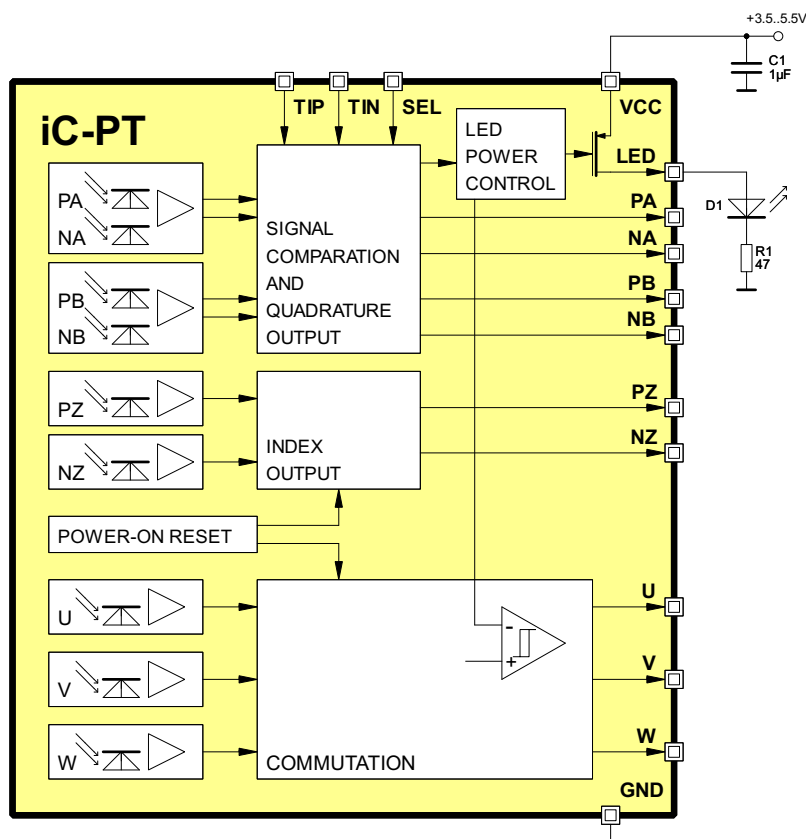 +3.5..5.5V
C1
1µF
TIP TIN SEL VCC
iC-PT
LED
POWER
CONTROL
LED
PA
NA
SIGNAL
COMPARATION
AND
QUADRATURE
OUTPUT
PA
NA
D1
R1
47
PB
NB
PB
NB
PZ
NZ
INDEX
OUTPUT
PZ
NZ
POWER-ON RESET
U
V
W
-
+
COMMUTATION
U
V
W
GND